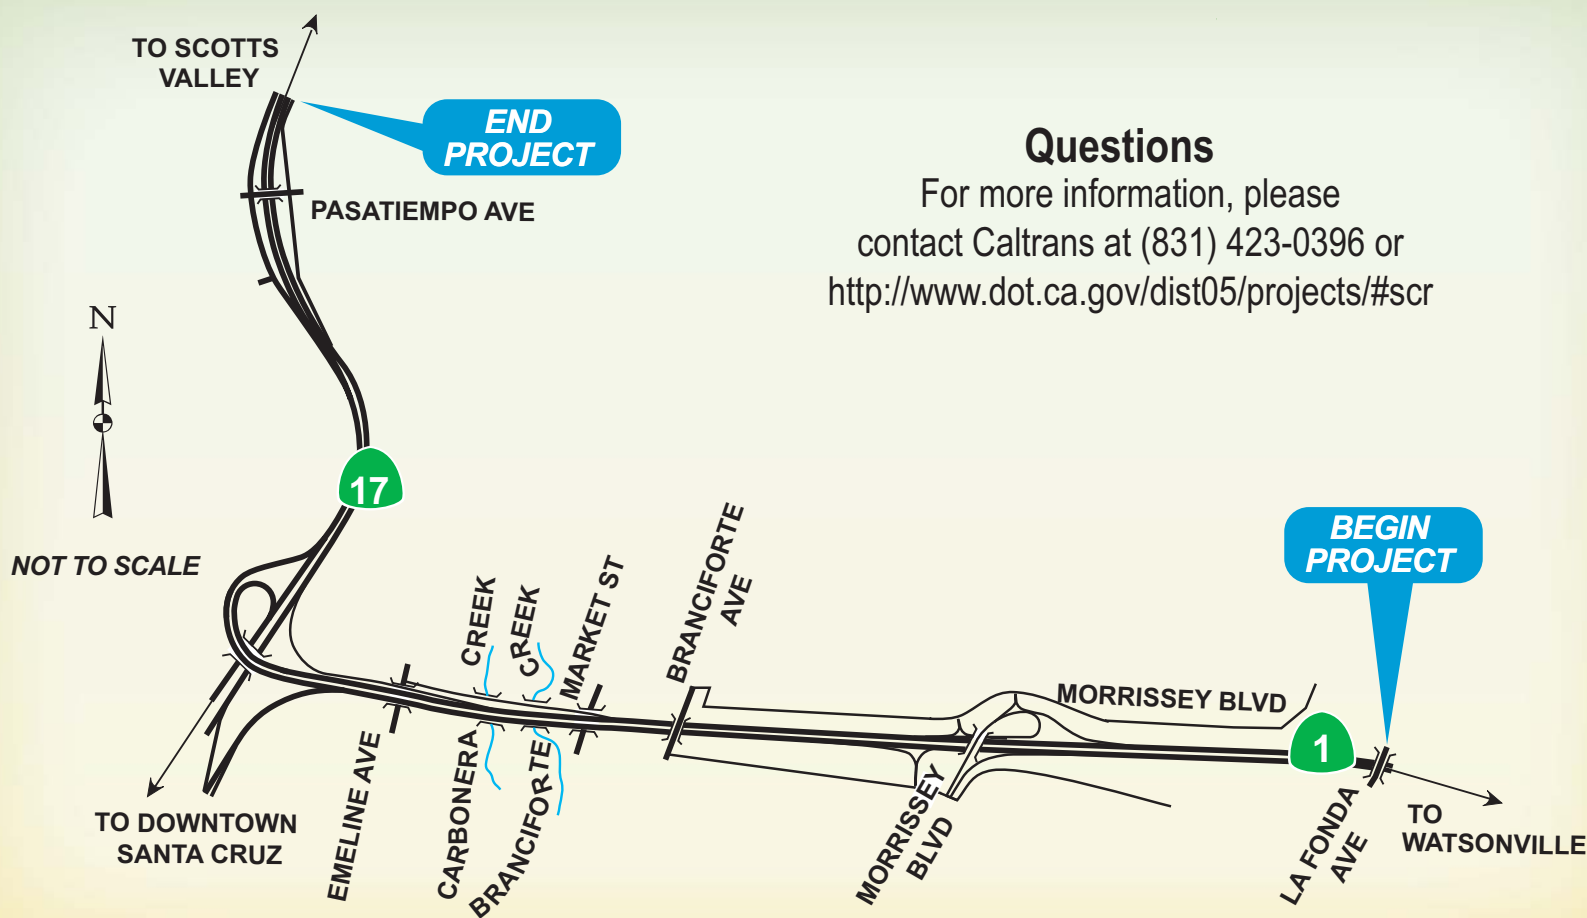 TO SCOTTS
VALLEY
END
PROJECT
PASATIEMPO AVE
Questions
For more information, please
contact Caltrans at (831) 423-0396 or
http://www.dot.ca.gov/dist05/projects/#scr
N
NOT TO SCALE
17
CREEK
CREEK
MARKET ST
BRANCIFORTE
AVE
BEGIN
PROJECT
MORRISSEY BLVD
1
TO DOWNTOWN
SANTA CRUZ
EMELINE AVE
CARBONERA
BRANCIFORTE
MORRISSEY
BLVD
LA FONDA
AVE
TO
WATSONVILLE